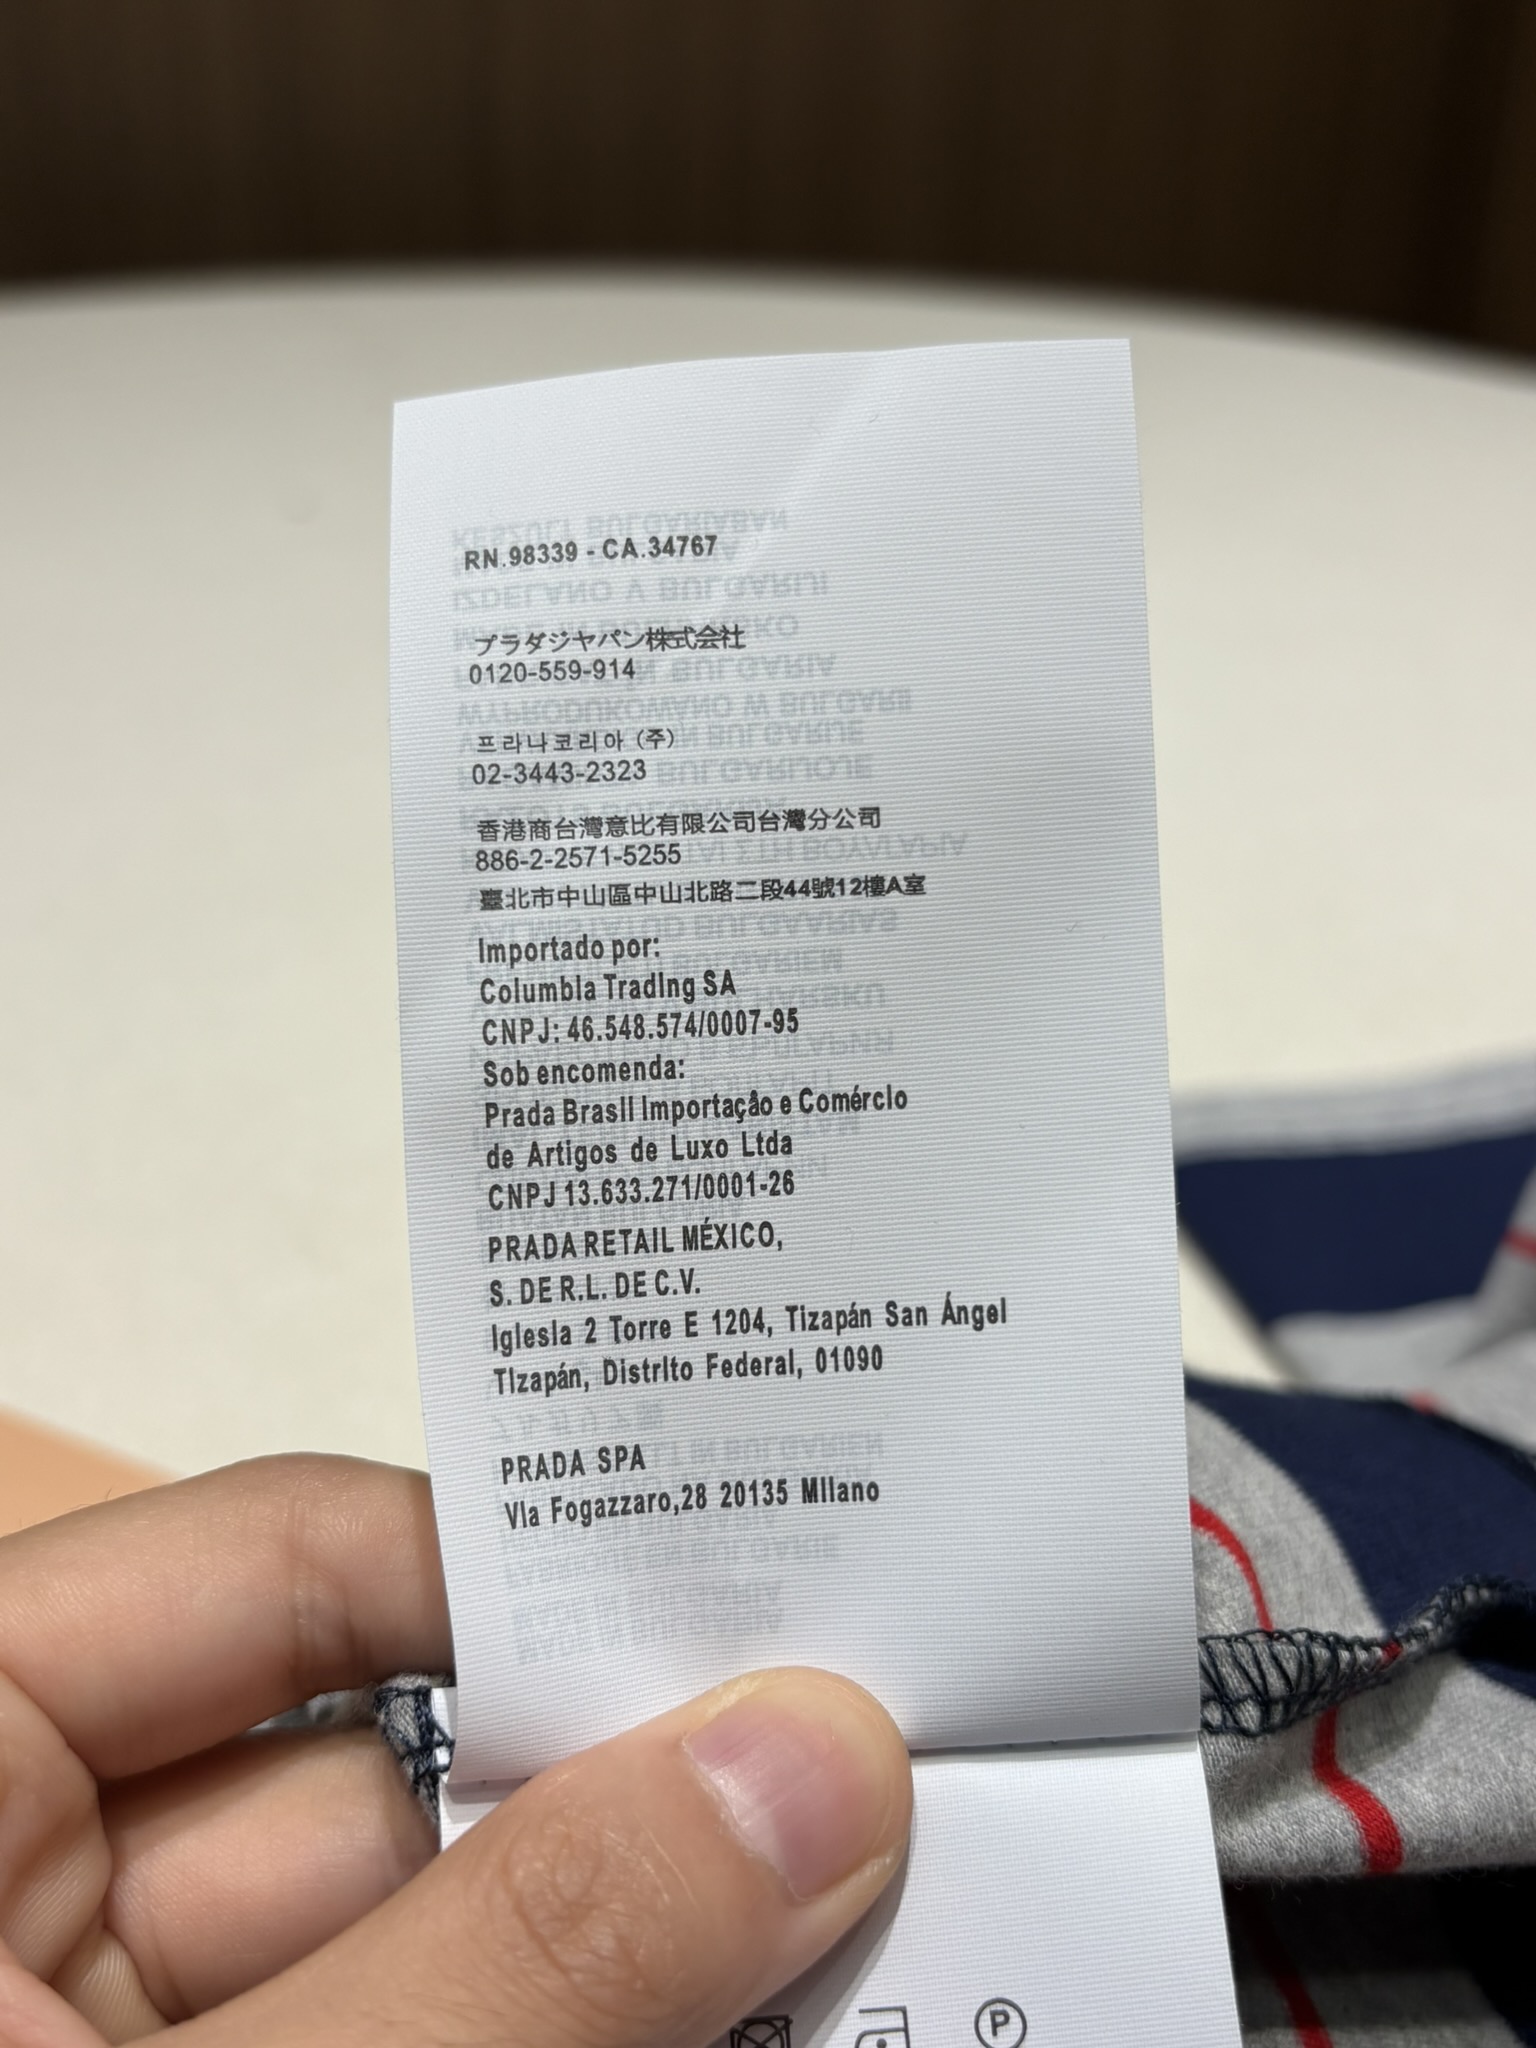 RN.98339 - CA.34767
プラダジヤパン株式会社
0120-559-914
프라나코리아 (주)
02-3443-2323
香港商台灣意比有限公司台灣分公司
886-2-2571-5255
臺北市中山區中山北路二段44號12樓A室
Importado por:
Columbia Trading SA
CNPJ: 46.548.574/0007-95
Sob encomenda:
Prada Brasil Importação e Comércio
de Artigos de Luxo Ltda
CNPJ 13.633.271/0001-26
PRADA RETAIL MÉXICO,
S. DE R.L. DE C.V.
Iglesia 2 Torre E 1204, Tizapán San Ángel
Tizapán, Distrito Federal, 01090
PRADA SPA
Via Fogazzaro,28 20135 Milano
P